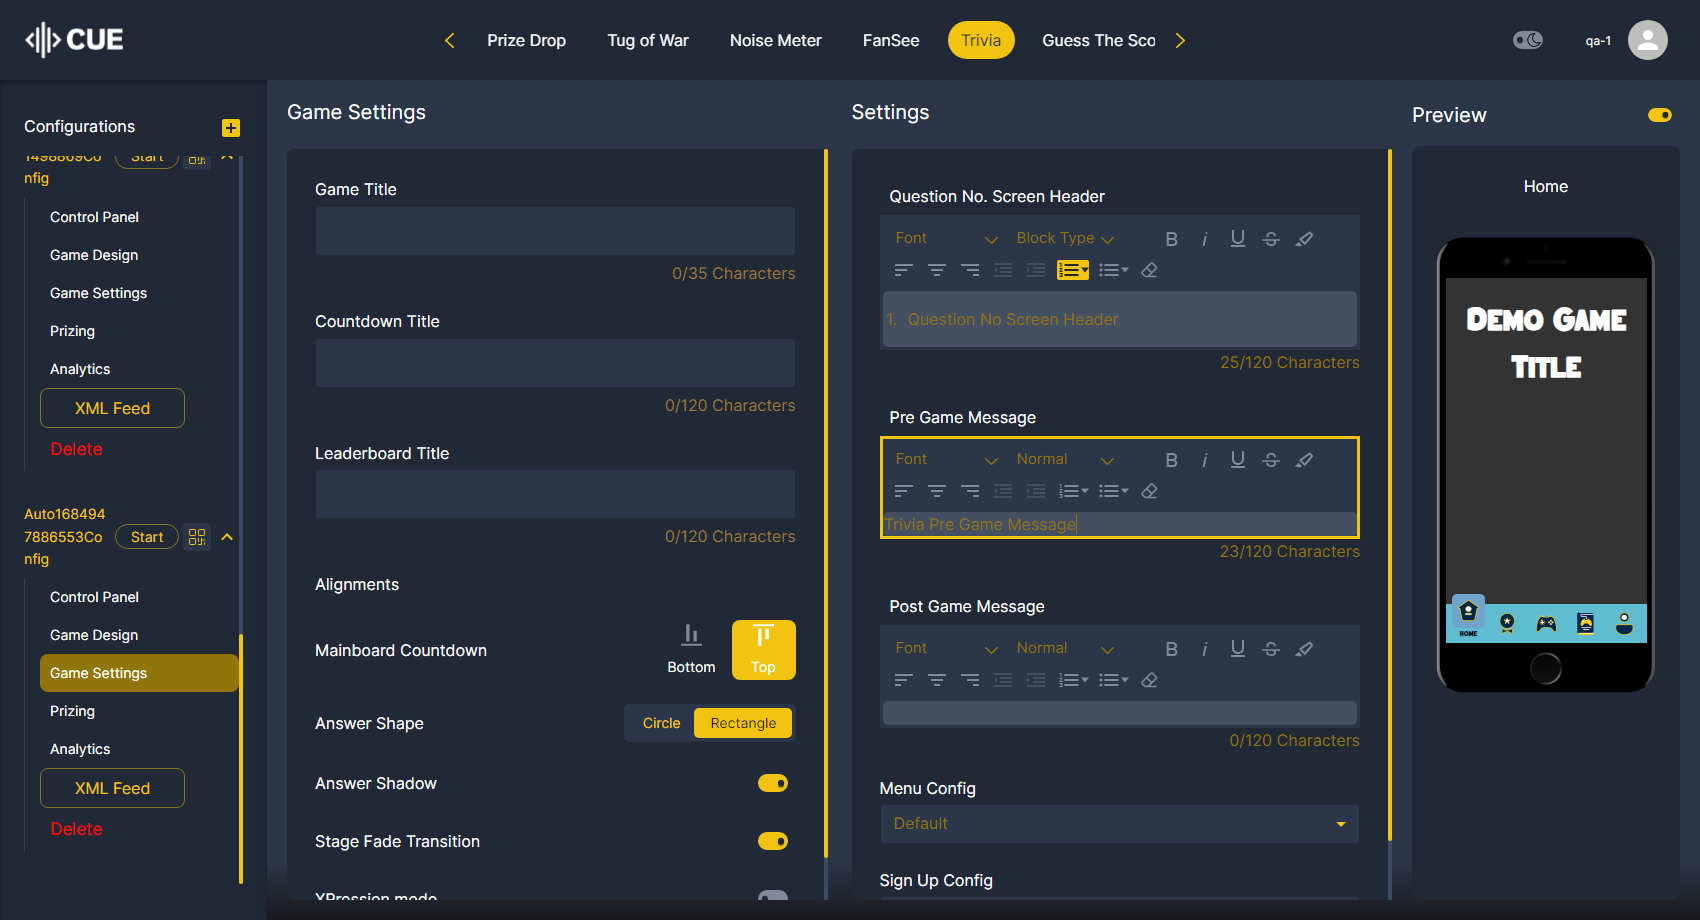 CUE
Prize Drop
Tug of War
Noise Meter
FanSee
Trivia
Guess The Sco
qa-1
Configurations
1498869Co
nfig
Start
Control Panel
Game Design
Game Settings
Prizing
Analytics
XML Feed
Delete
Auto168494
7886553Co
nfig
Start
Control Panel
Game Design
Game Settings
Prizing
Analytics
XML Feed
Delete
Game Settings
Game Title
0/35 Characters
Countdown Title
0/120 Characters
Leaderboard Title
0/120 Characters
Alignments
Mainboard Countdown
Bottom
Top
Answer Shape
Circle
Rectangle
Answer Shadow
Stage Fade Transition
XPression mode
Settings
Question No. Screen Header
Font
Block Type
B
i
U
S
1. Question No Screen Header
25/120 Characters
Pre Game Message
Font
Normal
B
i
U
S
Trivia Pre Game Message
23/120 Characters
Post Game Message
Font
Normal
B
i
U
S
0/120 Characters
Menu Config
Default
Sign Up Config
Preview
Home
Demo Game
Title
HOME